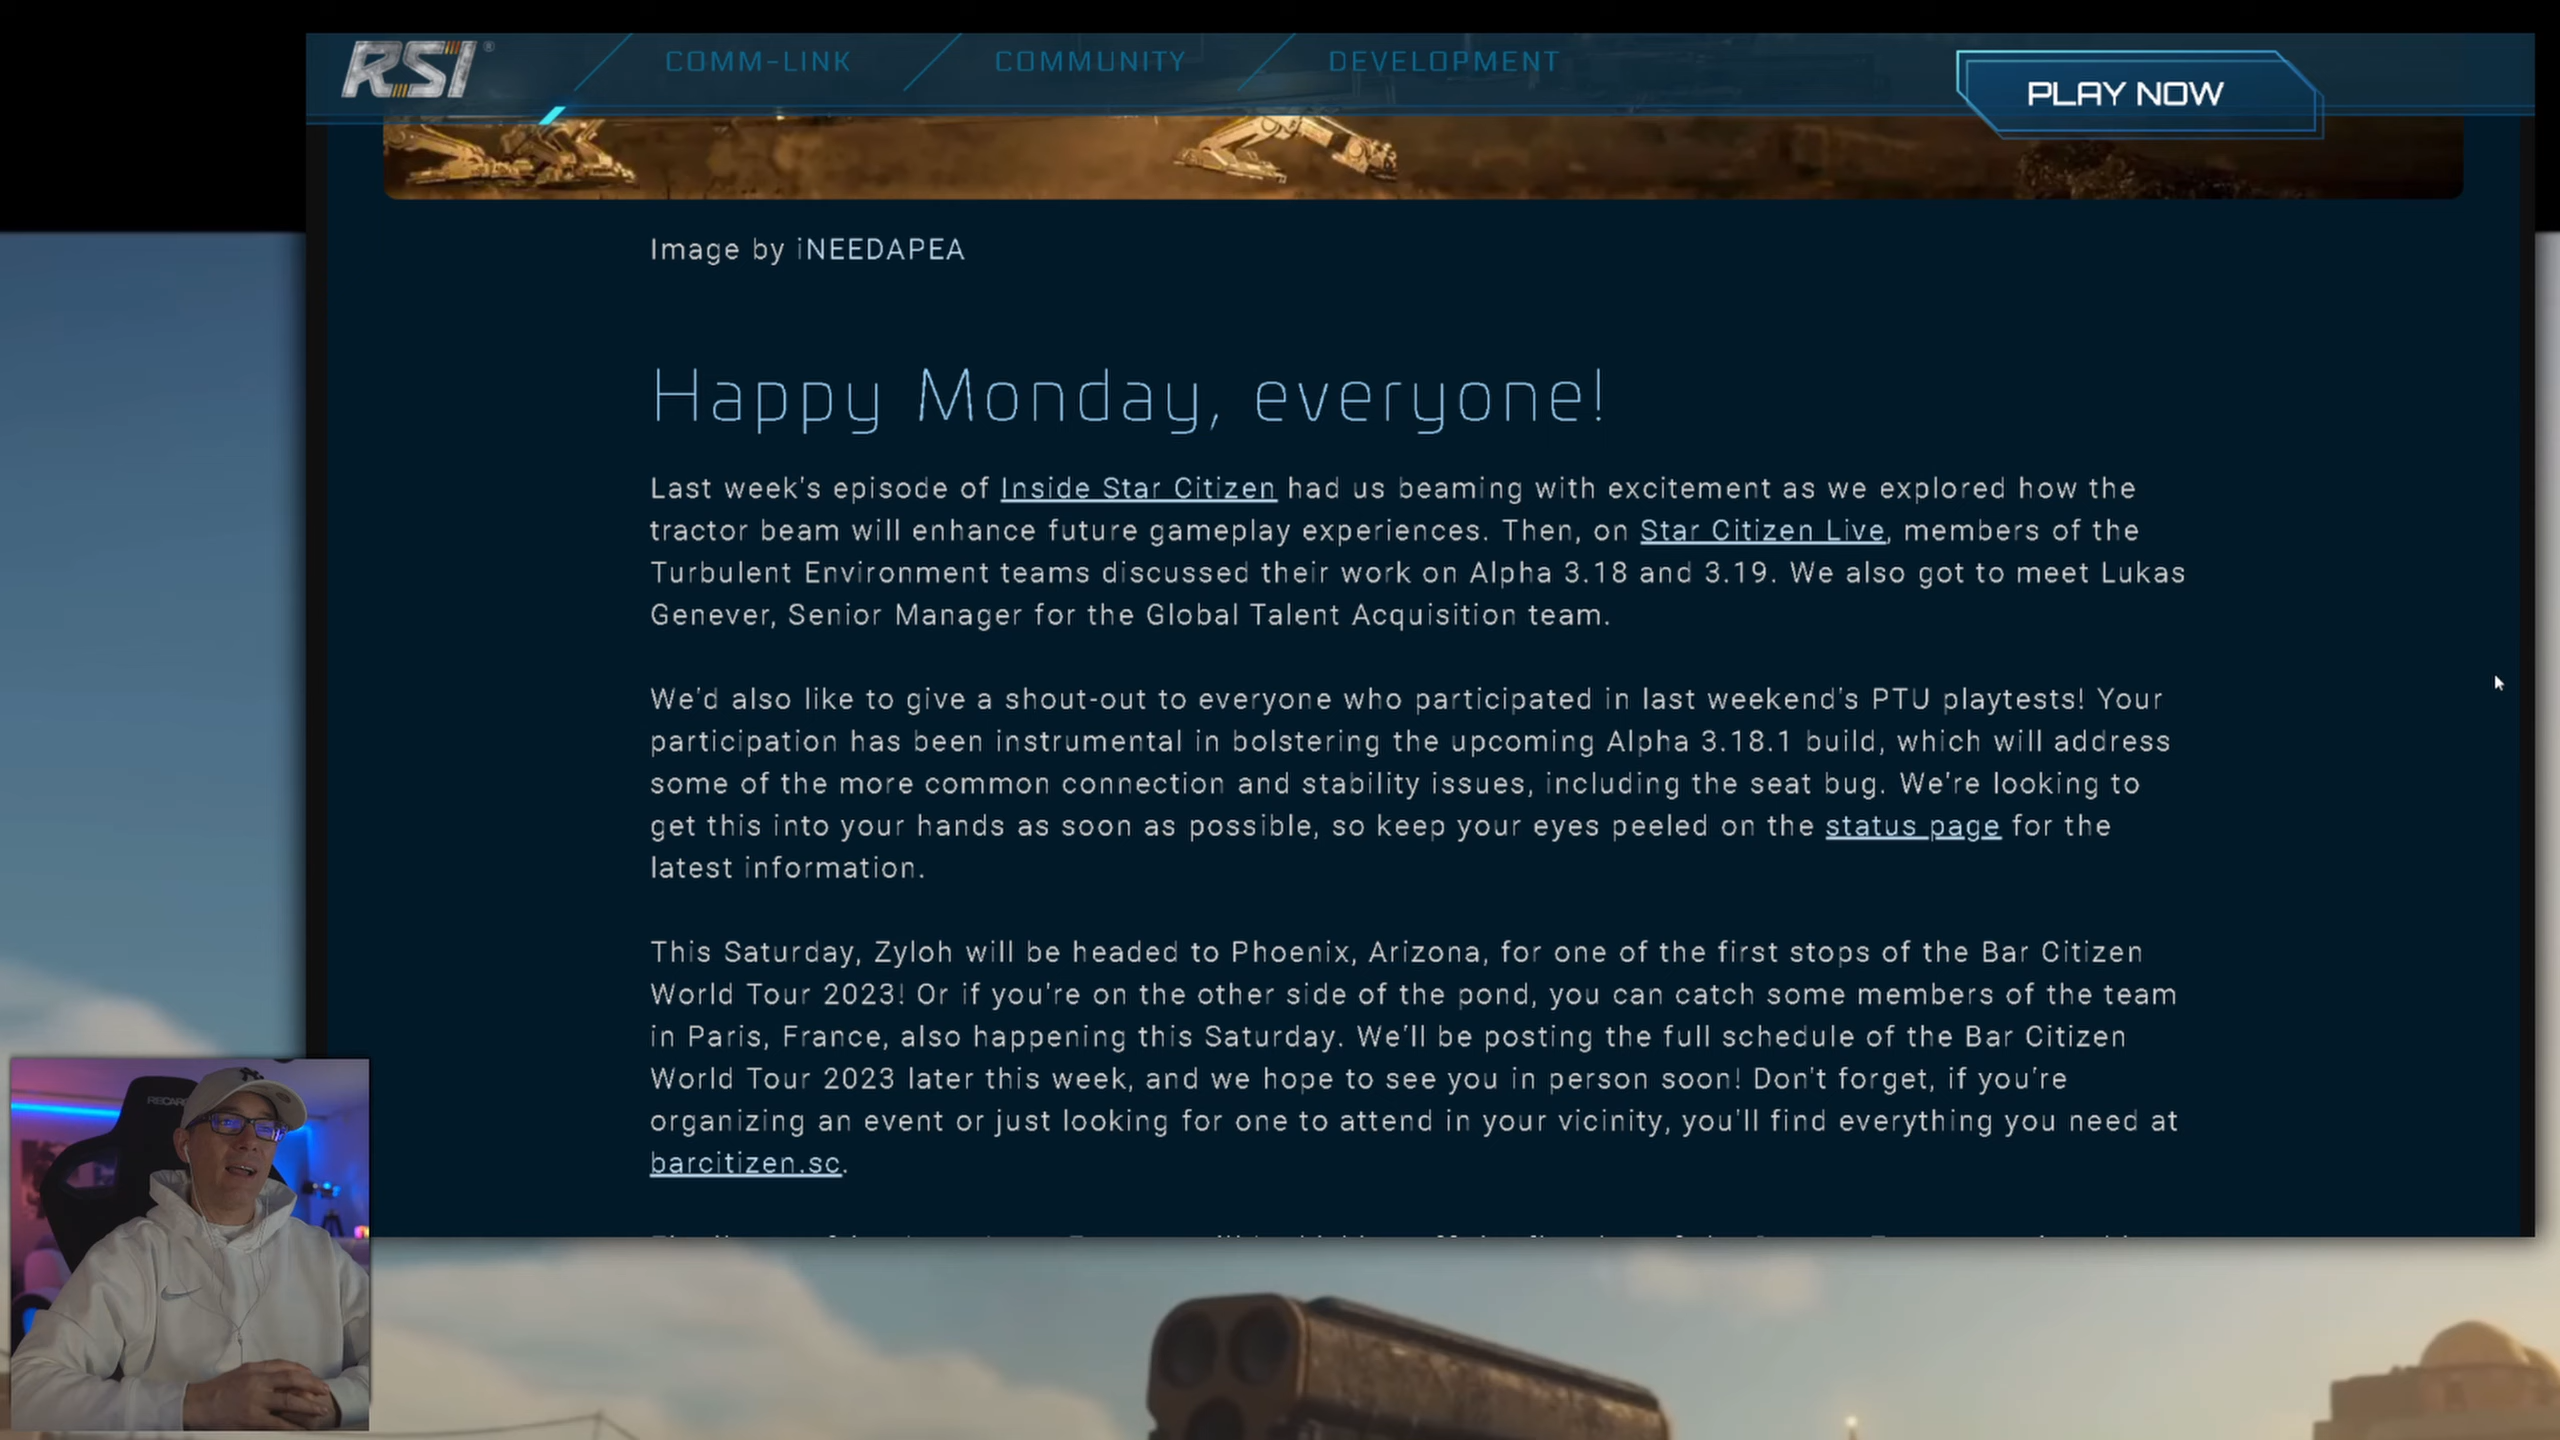 RSI
COMM-LINK
COMMUNITY
DEVELOPMENT
PLAY NOW
Image by iNEEDAPEA
Happy Monday, everyone!
Last week's episode of Inside Star Citizen had us beaming with excitement as we explored how the
tractor beam will enhance future gameplay experiences. Then, on Star Citizen Live, members of the
Turbulent Environment teams discussed their work on Alpha 3.18 and 3.19. We also got to meet Lukas
Genever, Senior Manager for the Global Talent Acquisition team.
We'd also like to give a shout-out to everyone who participated in last weekend's PTU playtests! Your
participation has been instrumental in bolstering the upcoming Alpha 3.18.1 build, which will address
some of the more common connection and stability issues, including the seat bug. We're looking to
get this into your hands as soon as possible, so keep your eyes peeled on the status page for the
latest information.
This Saturday, Zyloh will be headed to Phoenix, Arizona, for one of the first stops of the Bar Citizen
World Tour 2023! Or if you're on the other side of the pond, you can catch some members of the team
in Paris, France, also happening this Saturday. We'll be posting the full schedule of the Bar Citizen
World Tour 2023 later this week, and we hope to see you in person soon! Don't forget, if you're
organizing an event or just looking for one to attend in your vicinity, you'll find everything you need at
barcitizen.sc.